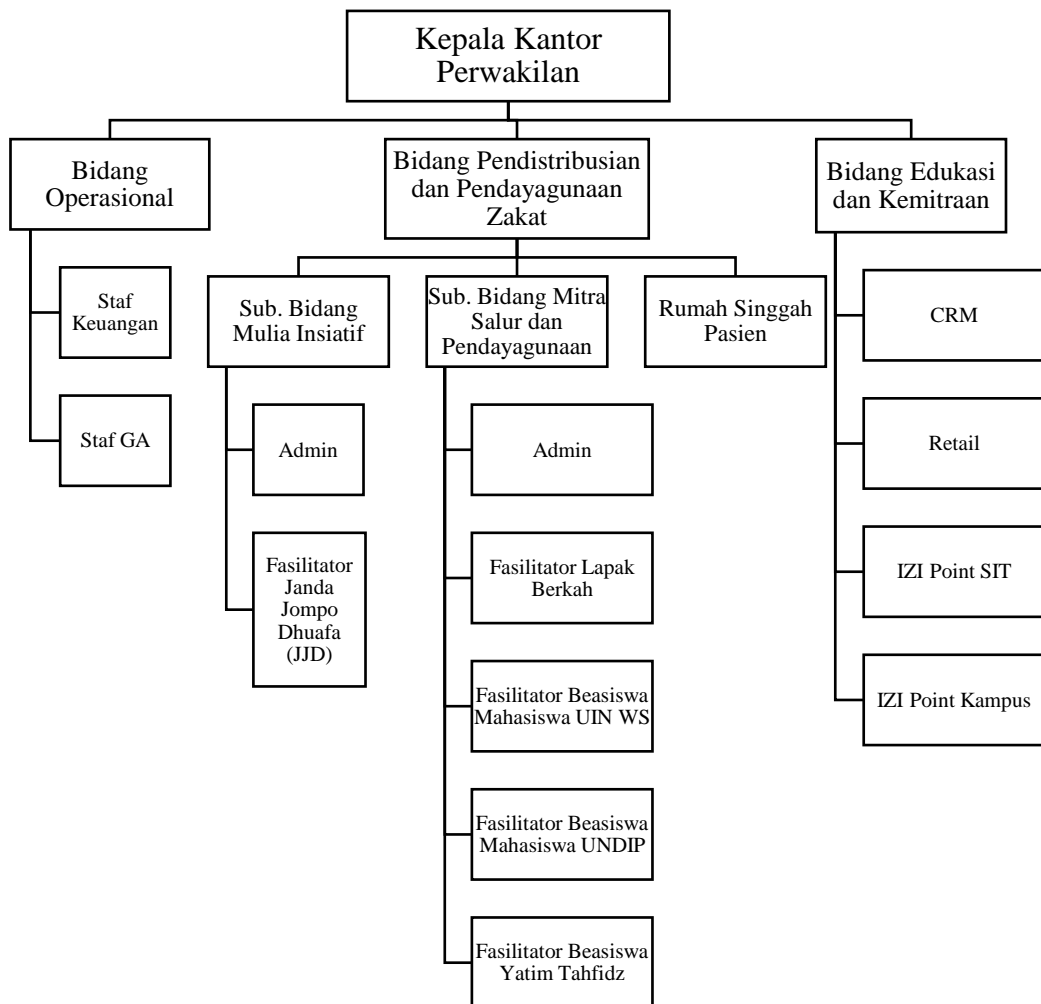 Kepala Kantor
Perwakilan
Bidang
Operasional
Bidang Pendistribusian
dan Pendayagunaan
Zakat
Bidang Edukasi
dan Kemitraan
Staf
Keuangan
Staf GA
Sub. Bidang
Mulia Insiatif
Admin
Fasilitator
Janda
Jompo
Dhuafa
(JJD)
Sub. Bidang Mitra
Salur dan
Pendayagunaan
Admin
Fasilitator Lapak
Berkah
Fasilitator Beasiswa
Mahasiswa UIN WS
Fasilitator Beasiswa
Mahasiswa UNDIP
Fasilitator Beasiswa
Yatim Tahfidz
Rumah Singgah
Pasien
CRM
Retail
IZI Point SIT
IZI Point Kampus